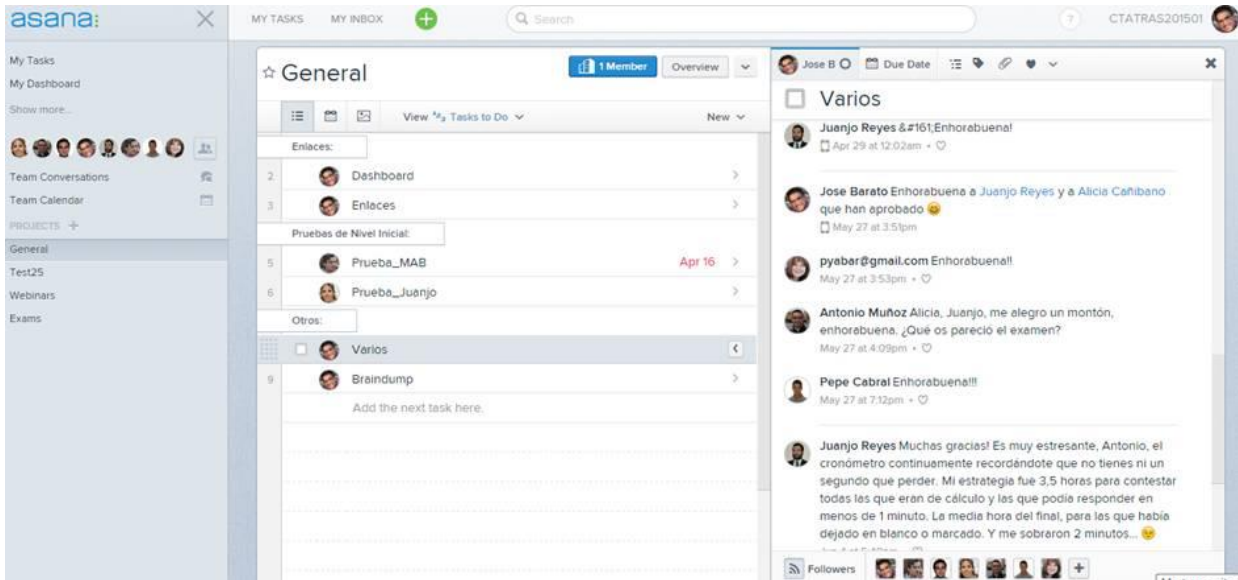 asana:
MY TASKS
MY INBOX
Search
?
CTATRAS201501
My Tasks
My Dashboard
Show more...
Team Conversations
Team Calendar
PROJECTS +
General
Test25
Webinars
Exams
General
1 Member
Overview
View Tasks to Do
New
Enlaces:
2 Dashboard
3 Enlaces
Pruebas de Nivel Inicial:
5 Prueba_MAB Apr 16
6 Prueba_Juanjo
Otros:
Varios
9 Braindump
Add the next task here.
Jose B
Due Date
Varios
Juanjo Reyes &#161;Enhorabuena!
Apr 29 at 12:02am •
Jose Barato Enhorabuena a Juanjo Reyes y a Alicia Cañibano
que han aprobado
May 27 at 3:51pm
pyabar@gmail.com Enhorabuena!!
May 27 at 3:53pm •
Antonio Muñoz Alicia, Juanjo, me alegro un montón,
enhorabuena. ¿Qué os pareció el examen?
May 27 at 4:09pm •
Pepe Cabral Enhorabuena!!!
May 27 at 7:12pm •
Juanjo Reyes Muchas gracias! Es muy estresante, Antonio, el
cronómetro continuamente recordándote que no tienes ni un
segundo que perder. Mi estrategia fue 3,5 horas para contestar
todas las que eran de cálculo y las que podía responder en
menos de 1 minuto. La media hora del final, para las que había
dejado en blanco o marcado. Y me sobraron 2 minutos...
Followers